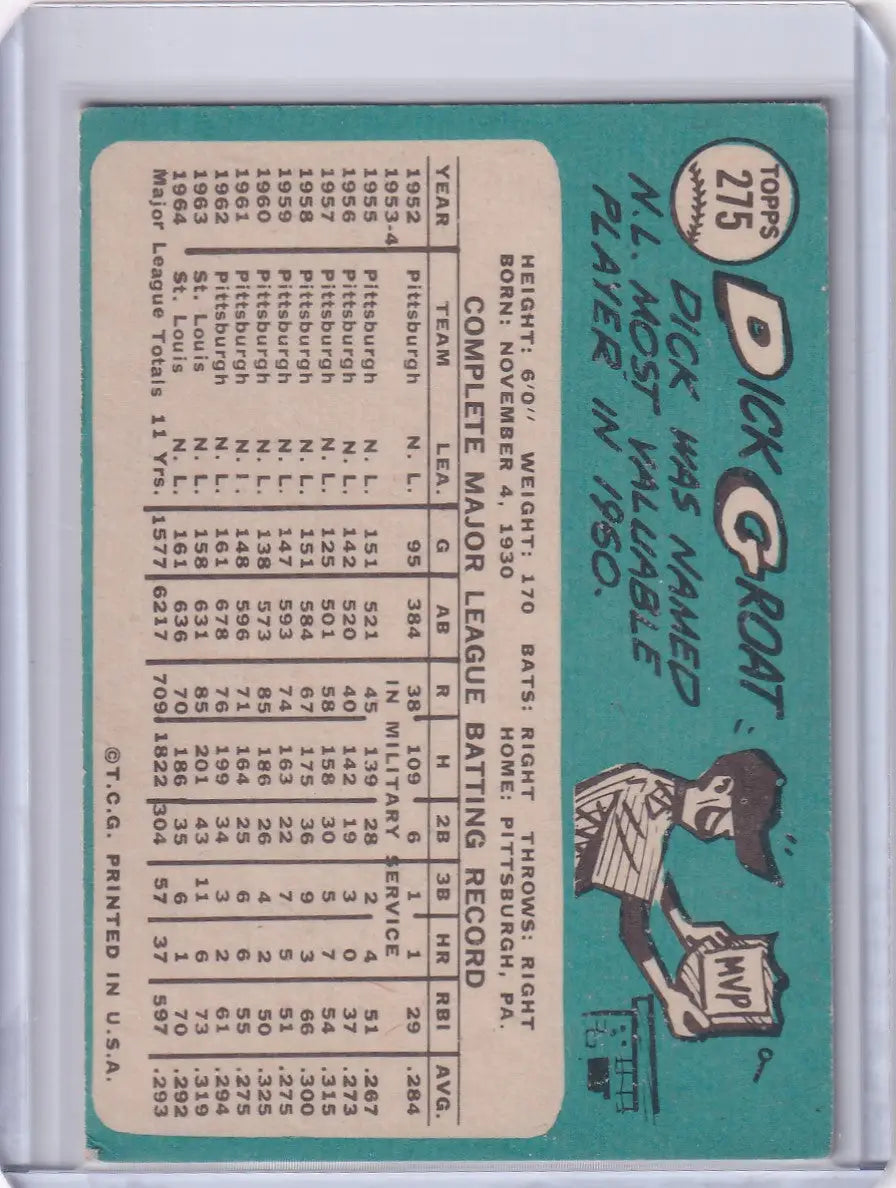 TOPPS
275
DICK GROAT
DICK WAS NAMED
N.L. MOST VALUABLE
PLAYER IN 1960.
MVP
HEIGHT: 6'0" WEIGHT: 170 BATS: RIGHT THROWS: RIGHT
BORN: NOVEMBER 4, 1930 HOME: PITTSBURGH, PA.
COMPLETE MAJOR LEAGUE BATTING RECORD
YEAR TEAM LEA. G AB R H 2B 3B HR RBI AVG.
1952 Pittsburgh N. L. 95 384 38 109 6 1 1 29 .284
1953-4 IN MILITARY SERVICE
1955 Pittsburgh N. L. 151 521 45 139 28 2 4 51 .267
1956 Pittsburgh N. L. 142 520 40 142 19 3 0 37 .273
1957 Pittsburgh N. L. 125 501 58 158 30 5 7 54 .315
1958 Pittsburgh N. L. 151 584 67 175 36 9 3 66 .300
1959 Pittsburgh N. L. 147 593 74 163 22 7 5 51 .275
1960 Pittsburgh N. L. 138 573 85 186 26 4 2 50 .325
1961 Pittsburgh N. L. 148 596 71 164 25 6 6 55 .275
1962 Pittsburgh N. L. 161 678 76 199 34 3 2 61 .294
1963 St. Louis N. L. 158 631 85 201 43 11 6 73 .319
1964 St. Louis N. L. 161 636 70 186 35 6 1 70 .292
Major League Totals 11 Yrs. 1577 6217 709 1822 304 57 37 597 .293
©T.C.G. PRINTED IN U.S.A.